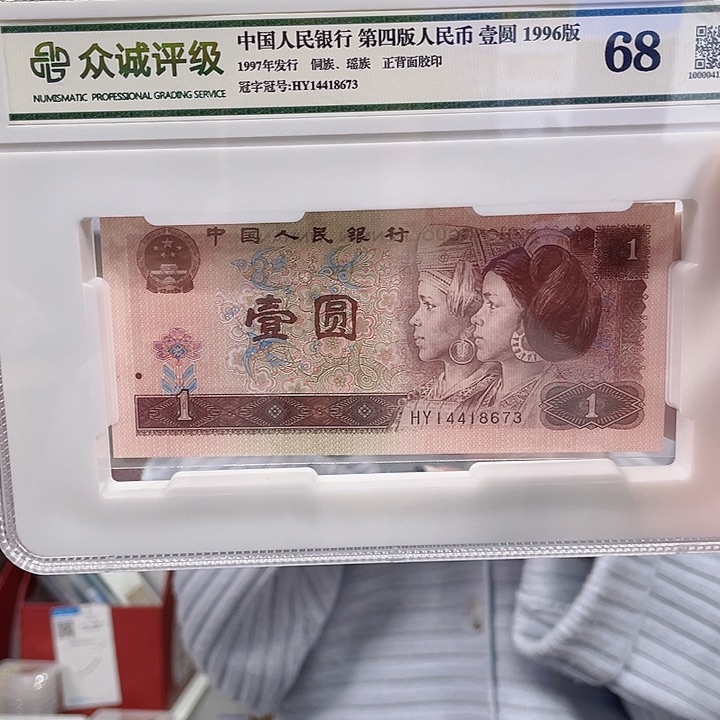 众诚评级
NUMISMATIC PROFESSIONAL GRADING SERVICE
中国人民银行 第四版人民币 壹圆 1996版
1997年发行 侗族、瑶族 正背面胶印
冠字冠号:HY14418673
68
1000041
中国人民银行
1
壹圆
1
HY14418673
1